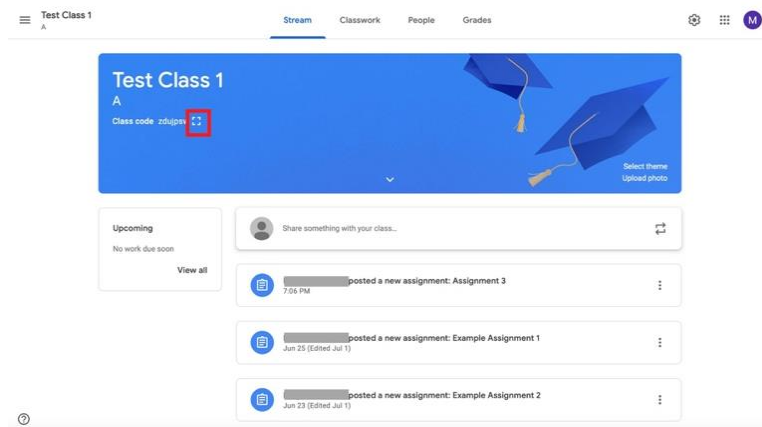 Test Class 1
A
Stream Classwork People Grades
M
Test Class 1
A
Class code zdujpsv
Select theme
Upload photo
Upcoming
No work due soon
View all
Share something with your class...
posted a new assignment: Assignment 3
7:06 PM
posted a new assignment: Example Assignment 1
Jun 25 (Edited Jul 1)
posted a new assignment: Example Assignment 2
Jun 23 (Edited Jul 1)